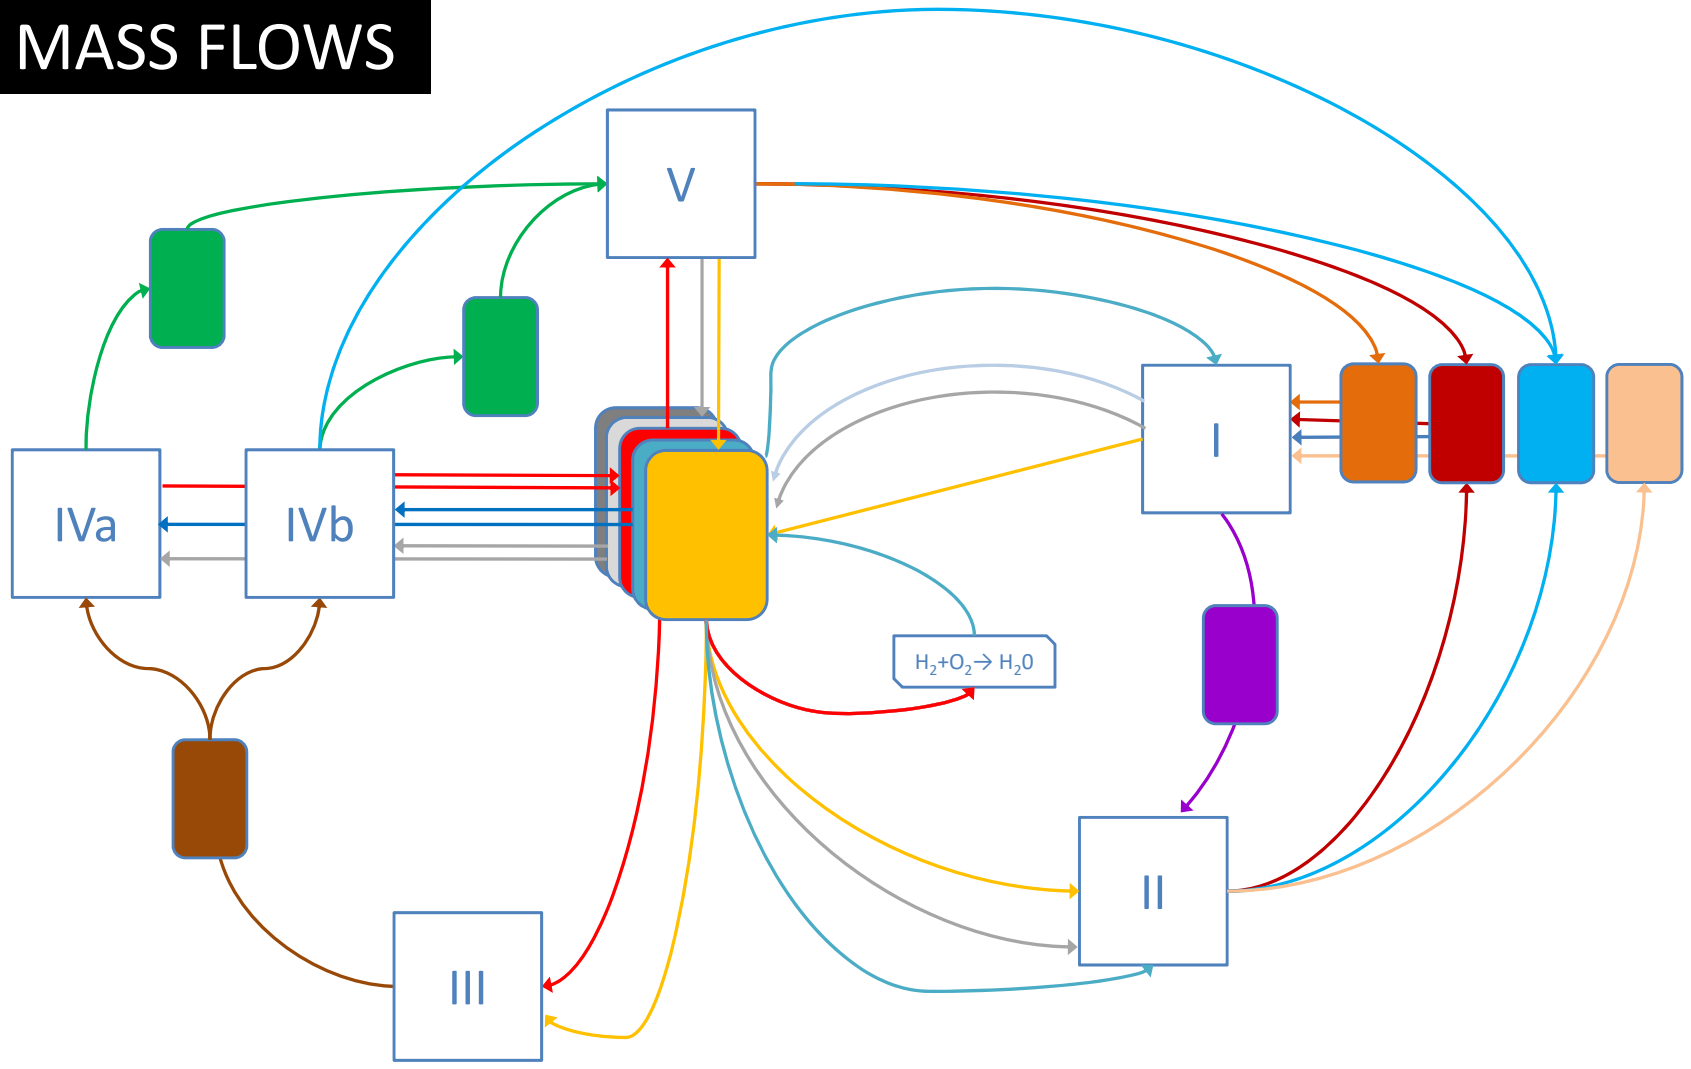 MASS FLOWS
V
I
IVa
IVb
H₂+O₂→ H₂0
II
III